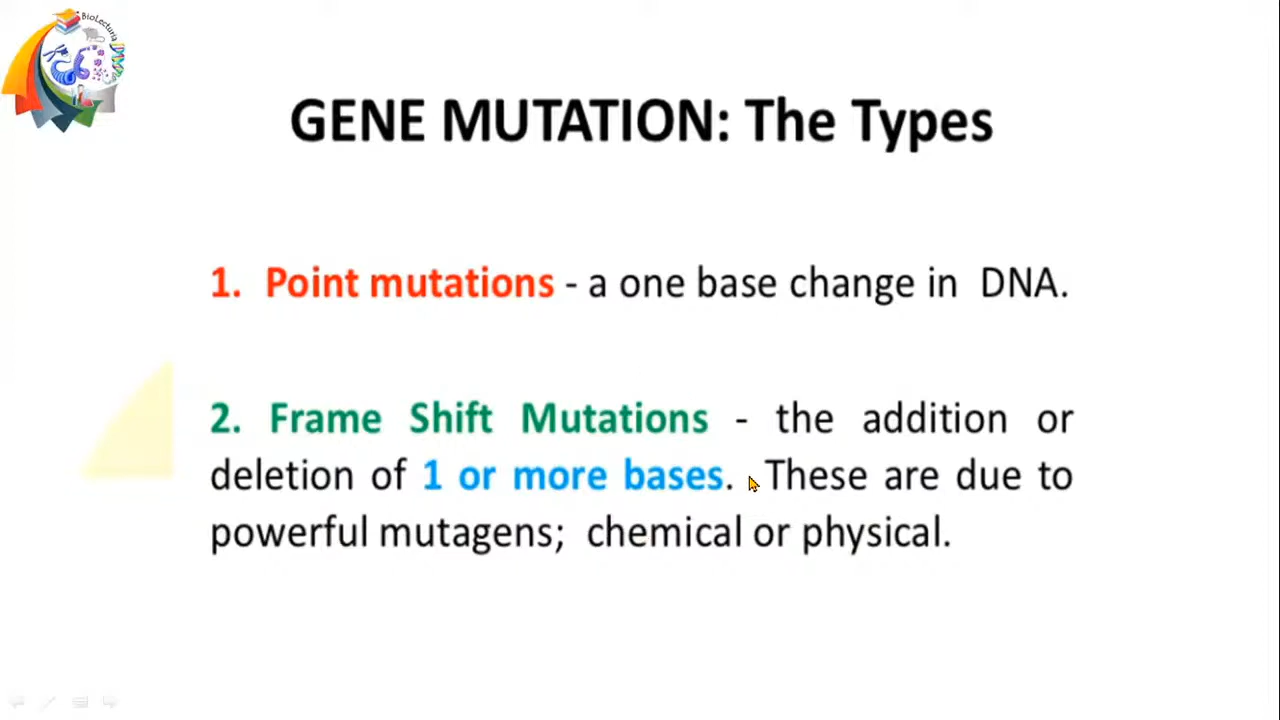 BioLecturia
GENE MUTATION: The Types
1. Point mutations - a one base change in DNA.
2. Frame Shift Mutations - the addition or
deletion of 1 or more bases. These are due to
powerful mutagens; chemical or physical.